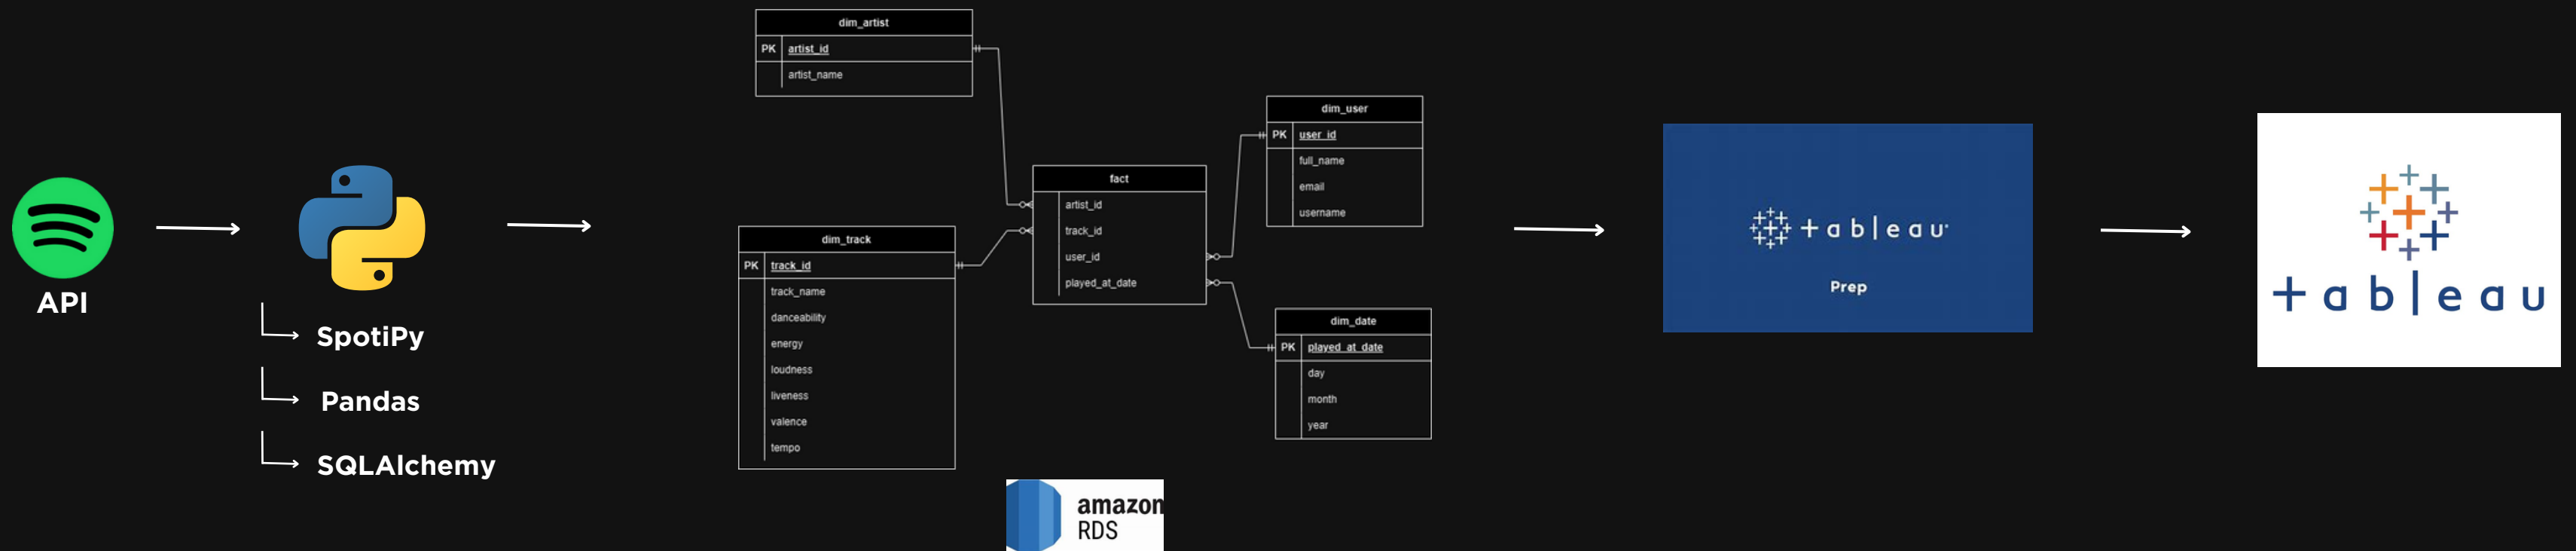 API
SpotiPy
Pandas
SQLAlchemy
dim_artist
PK artist_id
artist_name
dim_track
PK track_id
track_name
danceability
energy
loudness
liveness
valence
tempo
fact
artist_id
track_id
user_id
played_at_date
dim_user
PK user_id
full_name
email
username
dim_date
PK played_at_date
day
month
year
amazon
RDS
+ableau
Prep
+ableau